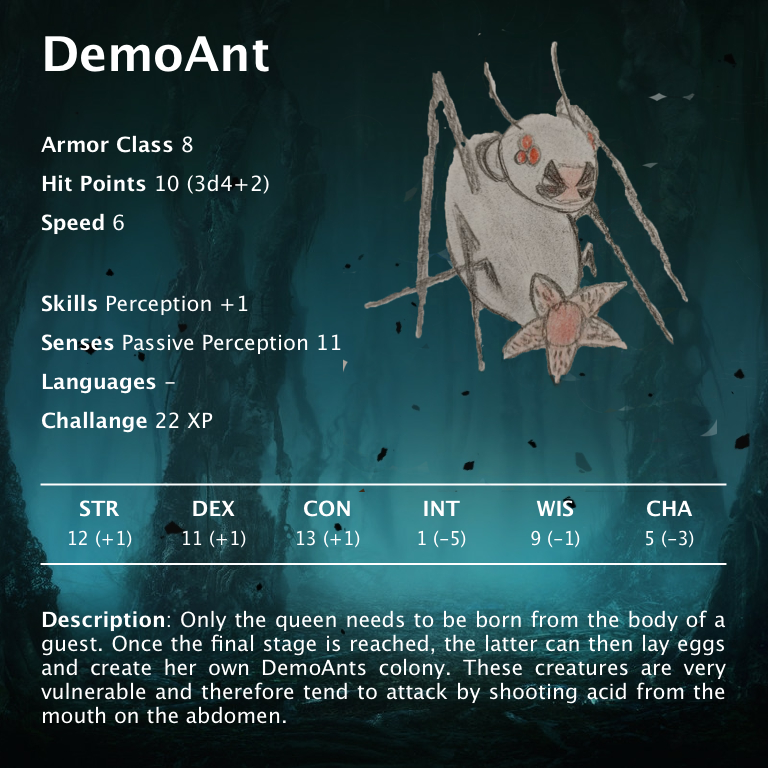 DemoAnt
Armor Class 8
Hit Points 10 (3d4+2)
Speed 6
Skills Perception +1
Senses Passive Perception 11
Languages –
Challange 22 XP
STR DEX CON INT WIS CHA
12 (+1) 11 (+1) 13 (+1) 1 (–5) 9 (–1) 5 (–3)
Description: Only the queen needs to be born from the body of a
guest. Once the final stage is reached, the latter can then lay eggs
and create her own DemoAnts colony. These creatures are very
vulnerable and therefore tend to attack by shooting acid from the
mouth on the abdomen.